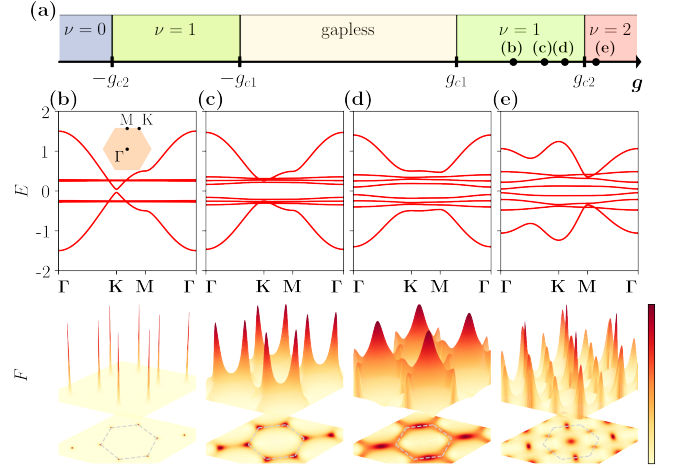 (a)
ν = 0
ν = 1
gapless
ν = 1
ν = 2
(b)
(c)
(d)
(e)
−g_{c2}
−g_{c1}
g_{c1}
g_{c2}
g
(b)
(c)
(d)
(e)
2
1
0
-1
-2
E
M K
Γ
Γ K M Γ
Γ K M Γ
Γ K M Γ
Γ K M Γ
F